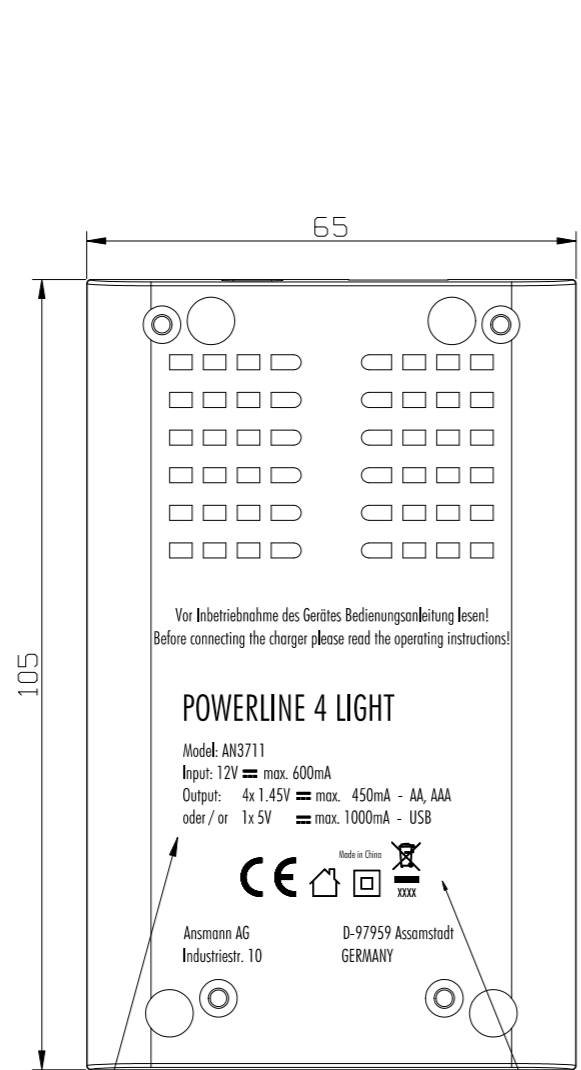 65
105
Vor Inbetriebnahme des Gerätes Bedienungsanleitung lesen!
Before connecting the charger please read the operating instructions!
POWERLINE 4 LIGHT
Model: AN3711
Input: 12V max. 600mA
Output: 4x 1.45V max. 450mA - AA, AAA
oder / or 1x 5V max. 1000mA - USB
Made in China
CE
XXXX
Ansmann AG D-97959 Assamstadt
Industriestr. 10 GERMANY